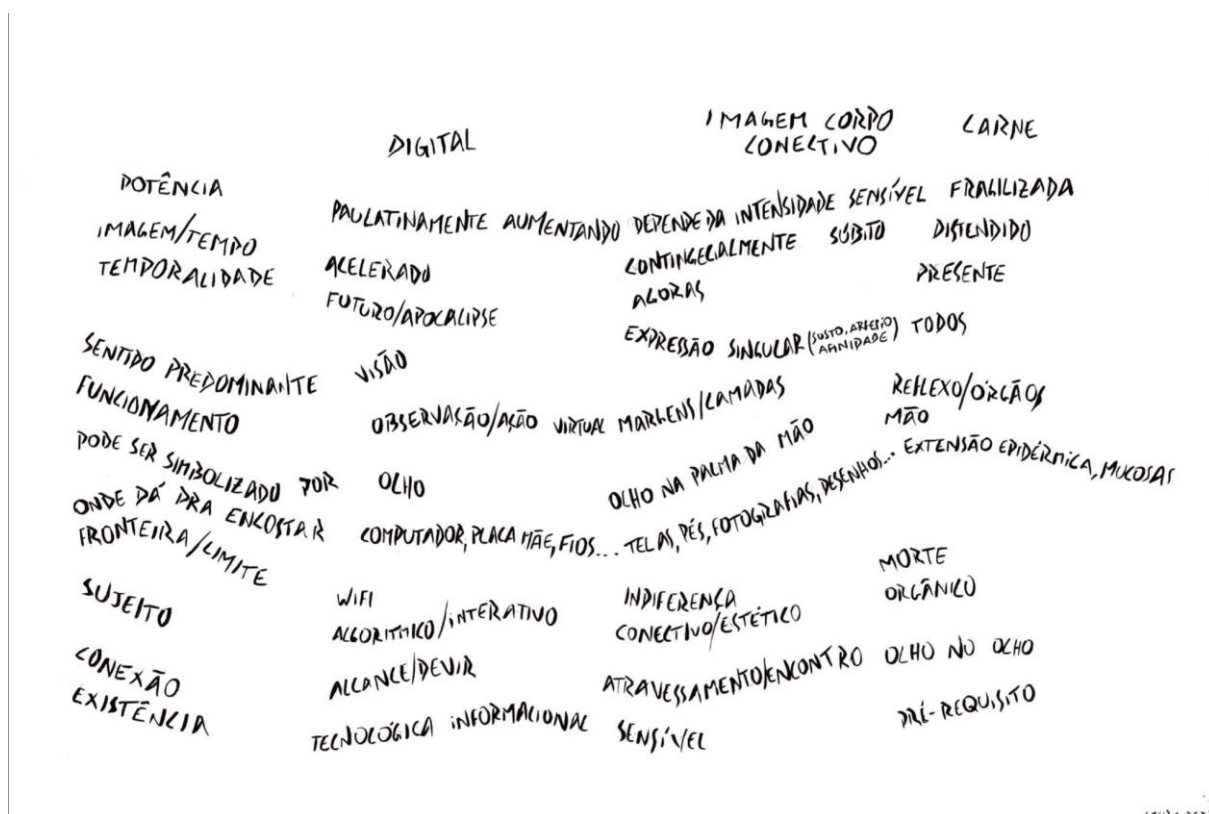 DIGITAL IMAGEM CORPO CONECTIVO CARNE
POTÊNCIA PAULATINAMENTE AUMENTANDO DEPENDE DA INTENSIDADE SENSÍVEL FRAGILIZADA
IMAGEM/TEMPO ACELERADO CONTINGECIALMENTE SÚBITO DISTENDIDO
TEMPORALIDADE FUTURO/APOCALIPSE AGORAS PRESENTE
SENTIDO PREDOMINANTE VISÃO EXPRESSÃO SINGULAR (SUSTO, ARREPIO AFINIDADE) TODOS
FUNCIONAMENTO OBSERVAÇÃO/AÇÃO VIRTUAL MARGENS/CAMADAS REFLEXO/ÓRGÃOS
PODE SER SIMBOLIZADO POR OLHO OLHO NA PALMA DA MÃO MÃO
ONDE DÁ PRA ENCOSTAR COMPUTADOR, PLACA MÃE, FIOS... TELAS, PÉS, FOTOGRAFIAS, DESENHOS... EXTENSÃO EPIDÉRMICA, MUCOSAS
FRONTEIRA/LIMITE WIFI INDIFERENÇA MORTE
SUJEITO ALGORITMICO/INTERATIVO CONECTIVO/ESTÉTICO ORGÂNICO
CONEXÃO ALCANCE/DEVIR ATRAVESSAMENTO/ENCONTRO OLHO NO OLHO
EXISTÊNCIA TECNOLÓGICA INFORMACIONAL SENSÍVEL PRÉ-REQUISITO